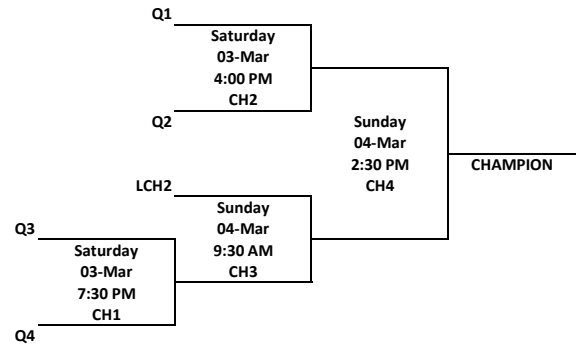 Q1
Saturday
03-Mar
4:00 PM
CH2
Q2
Sunday
04-Mar
2:30 PM
CH4
CHAMPION
LCH2
Sunday
04-Mar
9:30 AM
CH3
Q3
Saturday
03-Mar
7:30 PM
CH1
Q4